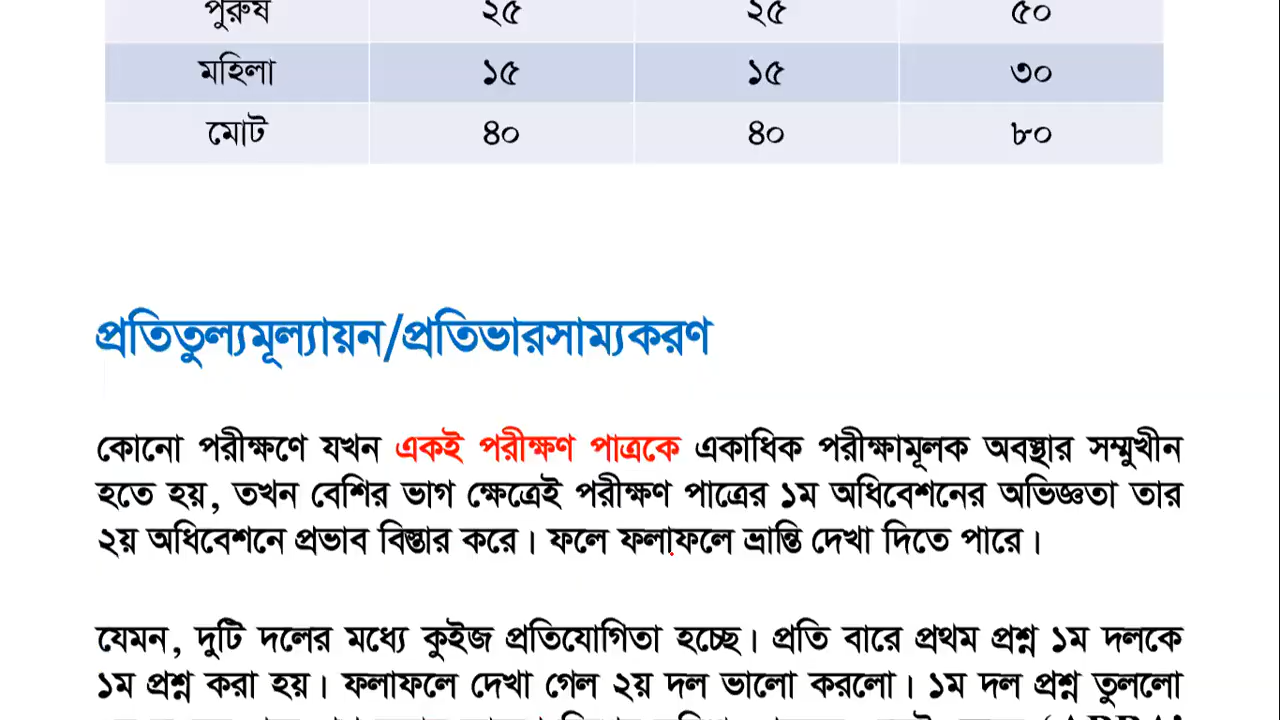 পুরুষ ২৫ ২৫ ৫০
মহিলা ১৫ ১৫ ৩০
মোট ৪০ ৪০ ৮০
প্রতিতুল্যমূল্যায়ন/প্রতিভারসাম্যকরণ
কোনো পরীক্ষণে যখন একই পরীক্ষণ পাত্রকে একাধিক পরীক্ষামূলক অবস্থার সম্মুখীন
হতে হয়, তখন বেশির ভাগ ক্ষেত্রেই পরীক্ষণ পাত্রের ১ম অধিবেশনের অভিজ্ঞতা তার
২য় অধিবেশনে প্রভাব বিস্তার করে। ফলে ফলাফলে ভ্রান্তি দেখা দিতে পারে।
যেমন, দুটি দলের মধ্যে কুইজ প্রতিযোগিতা হচ্ছে। প্রতি বারে প্রথম প্রশ্ন ১ম দলকে
১ম প্রশ্ন করা হয়। ফলাফলে দেখা গেল ২য় দল ভালো করলো। ১ম দল প্রশ্ন তুললো